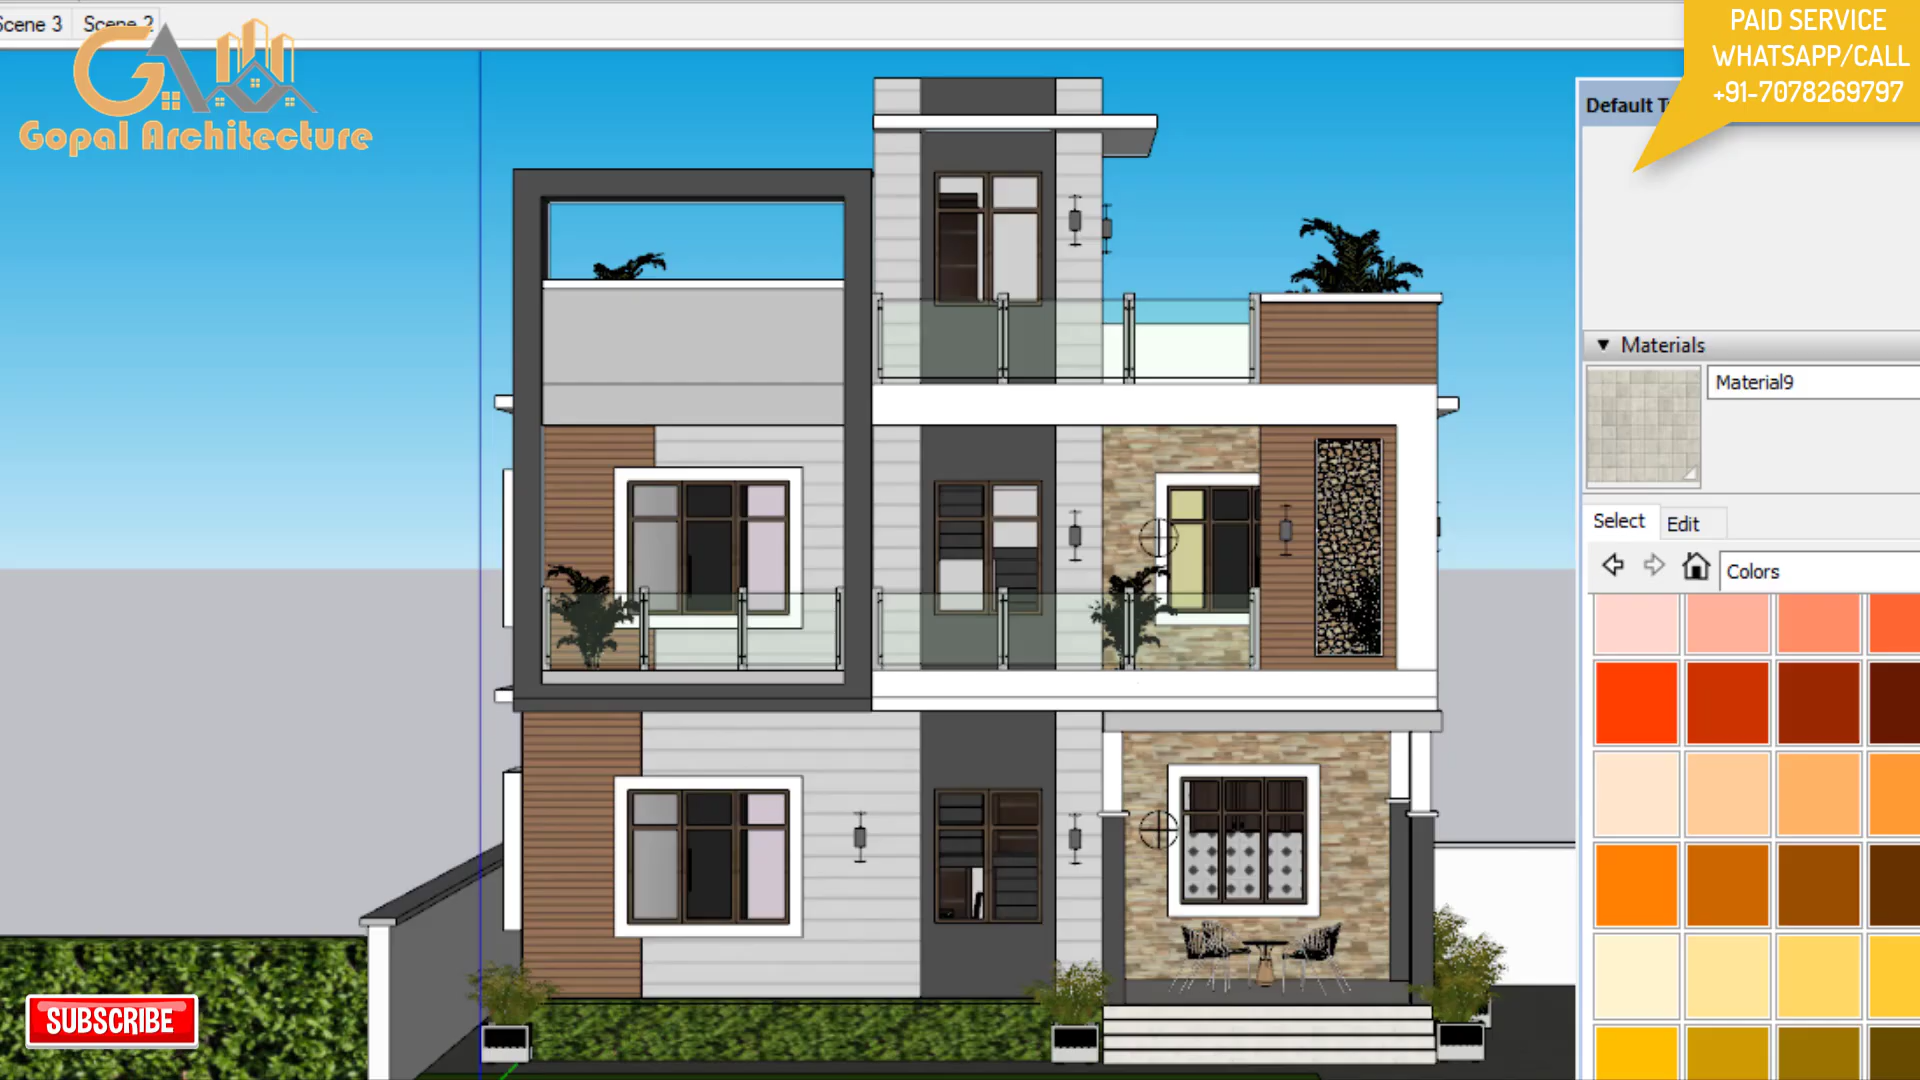 Scene 3
Scene 2
PAID SERVICE
WHATSAPP/CALL
+91-7078269797
Gopal Architecture
Default T
Materials
Material9
Select
Edit
Colors
SUBSCRIBE